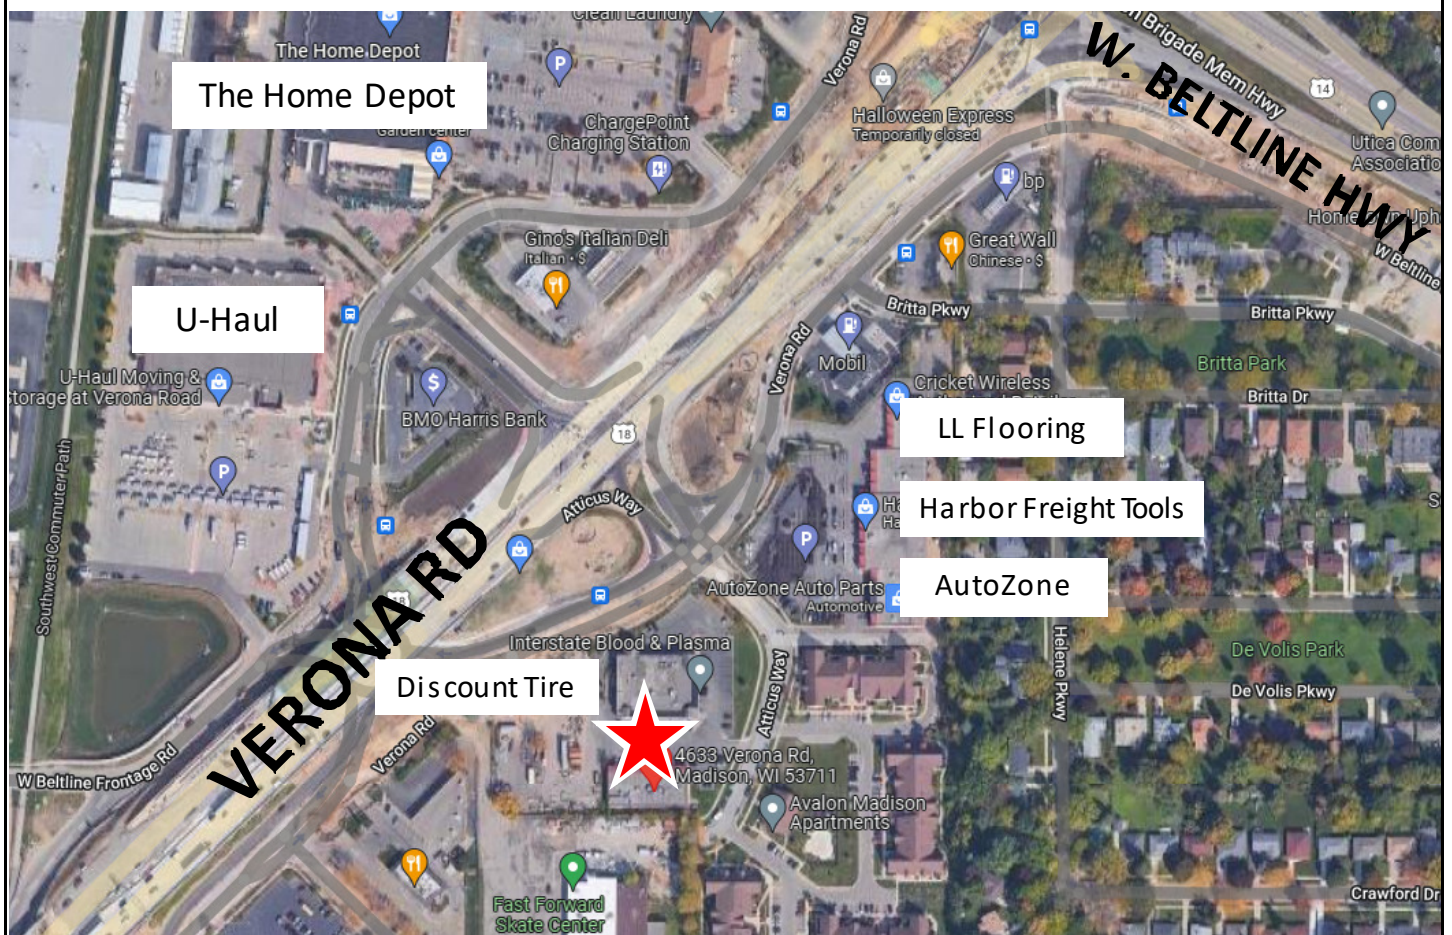 Clean Laundry
The Home Depot
The Home Depot
Garden center
ChargePoint
Charging Station
Verona Rd
Halloween Express
Temporarily closed
Brigade Mem Hwy
W. BELTLINE HWY
14
Utica Com
Associatio
bp
Great Wall
Chinese • $
Gino's Italian Deli
Italian • $
U-Haul
U-Haul Moving &
Storage at Verona Road
BMO Harris Bank
18
Verona Rd
Mobil
Britta Pkwy
Britta Pkwy
W Beltline
Britta Park
Britta Dr
Cricket Wireless
LL Flooring
Harbor Freight Tools
AutoZone
AutoZone Auto Parts
Automotive
Southwest Commuter Path
Atticus Way
VERONA RD
18
Interstate Blood & Plasma
Discount Tire
Verona Rd
W Beltline Frontage Rd
Atticus Way
4633 Verona Rd,
Madison, WI 53711
Avalon Madison
Apartments
Fast Forward
Skate Center
Helene Pkwy
De Volis Park
De Volis Pkwy
Crawford Dr